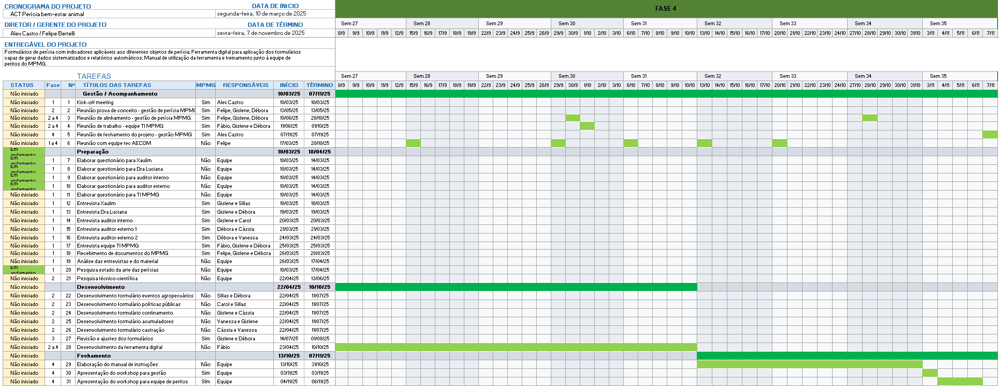 CRONOGRAMA DO PROJETO DATA DE INICIO FASE 4
ACT Perícia bem-estar animal segunda-feira, 10 de março de 2025
DIRETOR / GERENTE DO PROJETO DATA DE TÉRMINO Sem 27 Sem 28 Sem 29 Sem 30 Sem 31 Sem 32 Sem 33 Sem 34 Sem 35
Alex Castro / Felipe Bertelli sexta-feira, 7 de novembro de 2025 8/9 9/9 10/9 11/9 12/9 15/9 16/9 17/9 18/9 19/9 22/9 23/9 24/9 25/9 26/9 29/9 30/9 1/10 2/10 3/10 6/10 7/10 8/10 9/10 10/10 13/10 14/10 15/10 16/10 17/10 20/10 21/10 22/10 23/10 24/10 27/10 28/10 29/10 30/10 31/10 3/11 4/11 5/11 6/11 7/11
ENTREGÁVEL DO PROJETO
Formulários de perícia com indicadores aplicáveis aos diferentes objetos de perícia; Ferramenta digital para aplicação dos formulários
capaz de gerar dados sistematizados e relatórios automáticos; Manual de utilização da ferramenta e treinamento junto à equipe de
peritos do MPMG.
TAREFAS Sem 27 Sem 28 Sem 29 Sem 30 Sem 31 Sem 32 Sem 33 Sem 34 Sem 35
STATUS Fase Nº TÍTULOS DAS TAREFAS MPMG RESPONSÁVEIS INÍCIO TÉRMINO 8/9 9/9 10/9 11/9 12/9 15/9 16/9 17/9 18/9 19/9 22/9 23/9 24/9 25/9 26/9 29/9 30/9 1/10 2/10 3/10 6/10 7/10 8/10 9/10 10/10 13/10 14/10 15/10 16/10 17/10 20/10 21/10 22/10 23/10 24/10 27/10 28/10 29/10 30/10 31/10 3/11 4/11 5/11 6/11 7/11
Não iniciado Gestão / Acompanhamento 10/03/25 07/11/25
Não iniciado 1 1 Kick-off meeting Sim Alex Castro 10/03/25 10/03/25
Não iniciado 2 2 Reunião prova de conceito - gestão de perícia MPMG Sim Felipe, Gislene, Débora 13/05/25 13/05/25
Não iniciado 2 a 4 3 Reunião de alinhamento - gestão de perícia MPMG Sim Felipe, Gislene, Débora 10/06/25 28/10/25
Não iniciado 2 a 4 4 Reunião de trabalho - equipe TI MPMG Sim Fábio, Gislene e Débora 11/06/25 01/10/25
Não iniciado 4 5 Reunião de fechamento do projeto - gestão MPMG Sim Alex Castro 07/11/25 07/11/25
Não iniciado 1 a 4 6 Reunião com equipe tec AECOM Não Felipe 17/03/25 20/10/25
Em andamento Preparação 10/03/25 18/04/25
Em andamento 1 7 Elaborar questionário para Xaulim Não Equipe 10/03/25 14/03/25
Em andamento 1 8 Elaborar questionário para Dra Luciana Não Equipe 10/03/25 14/03/25
Em andamento 1 9 Elaborar questionário para auditor interno Não Equipe 10/03/25 14/03/25
Em andamento 1 10 Elaborar questionário para auditor externo Não Equipe 10/03/25 14/03/25
Não iniciado 1 11 Elaborar questionário para TI MPMG Não Equipe 10/03/25 14/03/25
Não iniciado 1 12 Entrevista Xaulim Sim Gislene e Sillas 18/03/25 18/03/25
Não iniciado 1 13 Entrevista Dra Luciana Sim Gislene e Débora 19/03/25 19/03/25
Não iniciado 1 14 Entrevista auditor interno Sim Gislene e Carol 20/03/25 20/03/25
Não iniciado 1 15 Entrevista auditor externo 1 Sim Débora e Cássia 21/03/25 21/03/25
Não iniciado 1 16 Entrevista auditor externo 2 Sim Débora e Vanessa 24/03/25 24/03/25
Não iniciado 1 17 Entrevista equipe TI MPMG Sim Fábio, Gislene e Débora 25/03/25 25/03/25
Não iniciado 1 18 Recebimento de documentos do MPMG Sim Felipe, Gislene e Débora 26/03/25 28/03/25
Não iniciado 1 19 Análise das entrevistas e do material Não Equipe 26/03/25 17/04/25
Em andamento 1 20 Pesquisa estado da arte das perícias Não Equipe 10/03/25 17/04/25
Não iniciado 2 21 Pesquisa técnico-científica Não Equipe 22/04/25 13/06/25
Não iniciado Desenvolvimento 22/04/25 10/10/25
Não iniciado 2 22 Desenvolvimento formulário eventos agropecuários Não Sillas e Débora 22/04/25 11/07/25
Não iniciado 2 23 Desenvolvimento formulário políticas públicas Não Carol e Sillas 22/04/25 11/07/25
Não iniciado 2 24 Desenvolvimento formulário confinamento Não Gislene e Cássia 22/04/25 11/07/25
Não iniciado 2 25 Desenvolvimento formulário acumuladores Não Vanessa e Gislene 22/04/25 11/07/25
Não iniciado 2 26 Desenvolvimento formulário castração Não Cássia e Vanessa 22/04/25 11/07/25
Não iniciado 3 27 Revisão e ajustes dos formulários Sim Gislene e Débora 14/07/25 01/08/25
Não iniciado 2 a 4 28 Desenvolvimento da ferramenta digital Não Fábio 23/04/25 10/10/25
Não iniciado Fechamento 13/10/25 07/11/25
Não iniciado 4 29 Elaboração do manual de instruções Não Equipe 13/10/25 31/10/25
Não iniciado 4 30 Apresentação do workshop para gestão Sim Equipe 03/11/25 03/11/25
Não iniciado 4 31 Apresentação do workshop para equipe de peritos SIm Equipe 04/11/25 06/11/25